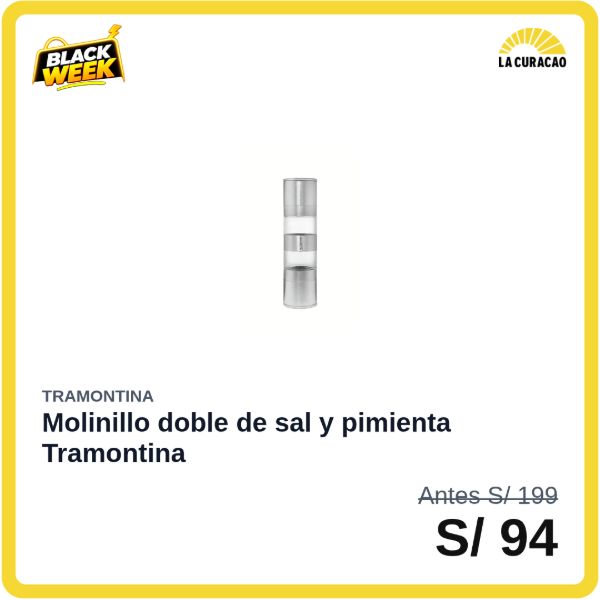 BLACK
WEEK
LA CURACAO
TRAMONTINA
Molinillo doble de sal y pimienta
Tramontina
Antes S/ 199
S/ 94